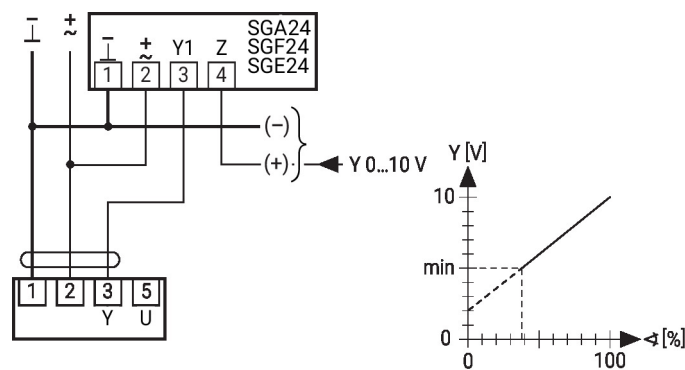 ⊥ − ~ +
SGA24
SGF24
SGE24
⊥ − ~ + Y1 Z
1 2 3 4
(−)
(+) Y 0...10 V
1 2 3 5
Y U
Y [V]
10
min
0
0 100
∢ [%]